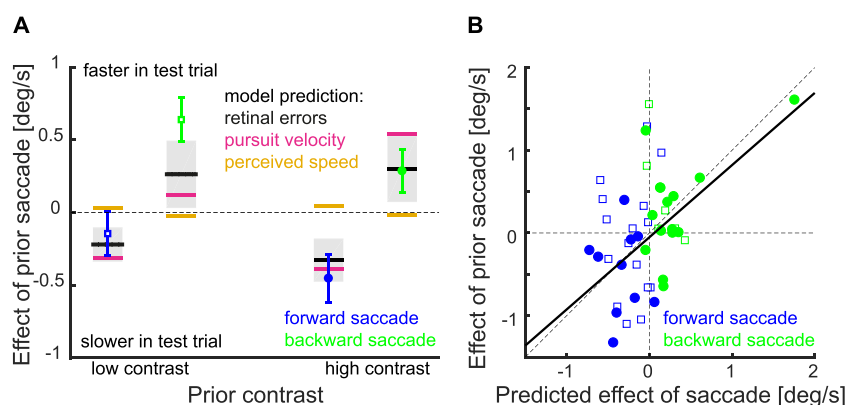 A
Effect of prior saccade [deg/s]
1
0.5
0
-0.5
-1
faster in test trial
model prediction:
retinal errors
pursuit velocity
perceived speed
forward saccade
backward saccade
slower in test trial
low contrast
high contrast
Prior contrast
B
Effect of prior saccade [deg/s]
2
1
0
-1
forward saccade
backward saccade
-1
0
1
2
Predicted effect of saccade [deg/s]